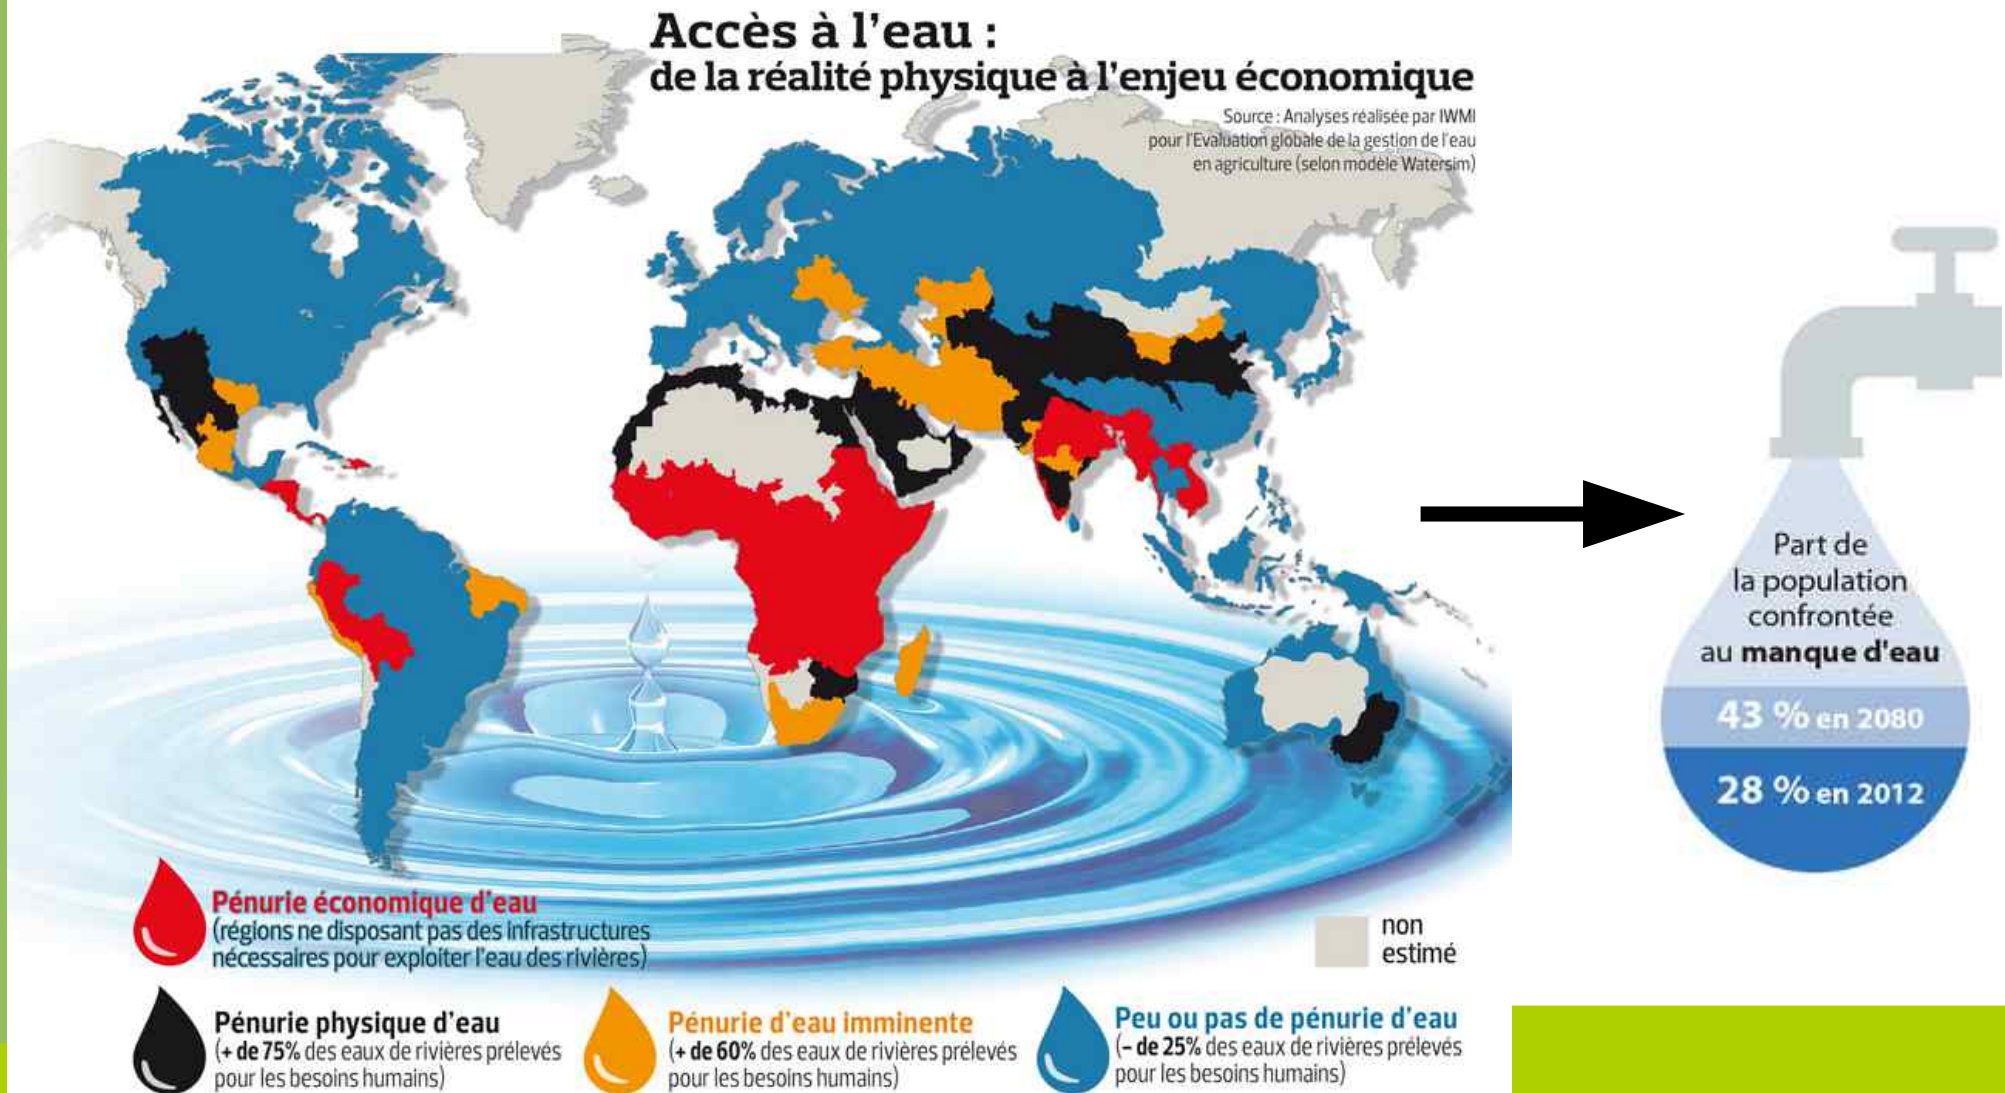 Accès à l'eau :
de la réalité physique à l'enjeu économique
Source : Analyses réalisée par IWMI
pour l'Evaluation globale de la gestion de l'eau
en agriculture (selon modèle Watersim)
Part de
la population
confrontée
au manque d'eau
43 % en 2080
28 % en 2012
Pénurie économique d'eau
(régions ne disposant pas des infrastructures
nécessaires pour exploiter l'eau des rivières)
non
estimé
Pénurie physique d'eau
(+ de 75% des eaux de rivières prélevés
pour les besoins humains)
Pénurie d'eau imminente
(+ de 60% des eaux de rivières prélevés
pour les besoins humains)
Peu ou pas de pénurie d'eau
(– de 25% des eaux de rivières prélevés
pour les besoins humains)